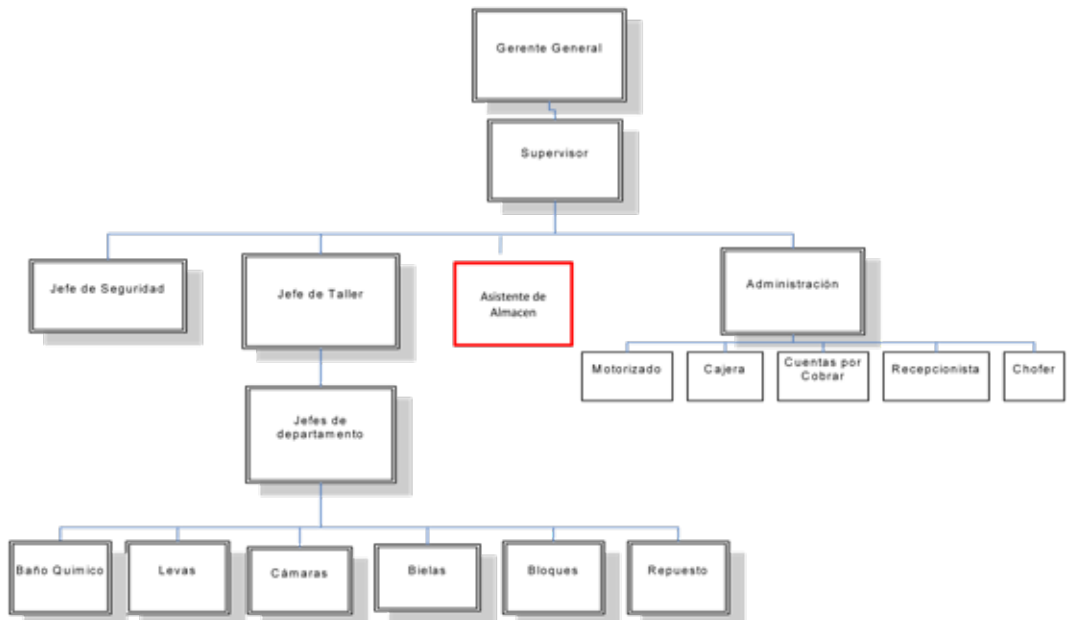 Gerente General
Supervisor
Jefe de Seguridad
Jefe de Taller
Asistente de
Almacen
Administración
Motorizado
Cajera
Cuentas por
Cobrar
Recepcionista
Chofer
Jefes de
departamento
Baño Quimico
Levas
Cámaras
Bielas
Bloques
Repuesto